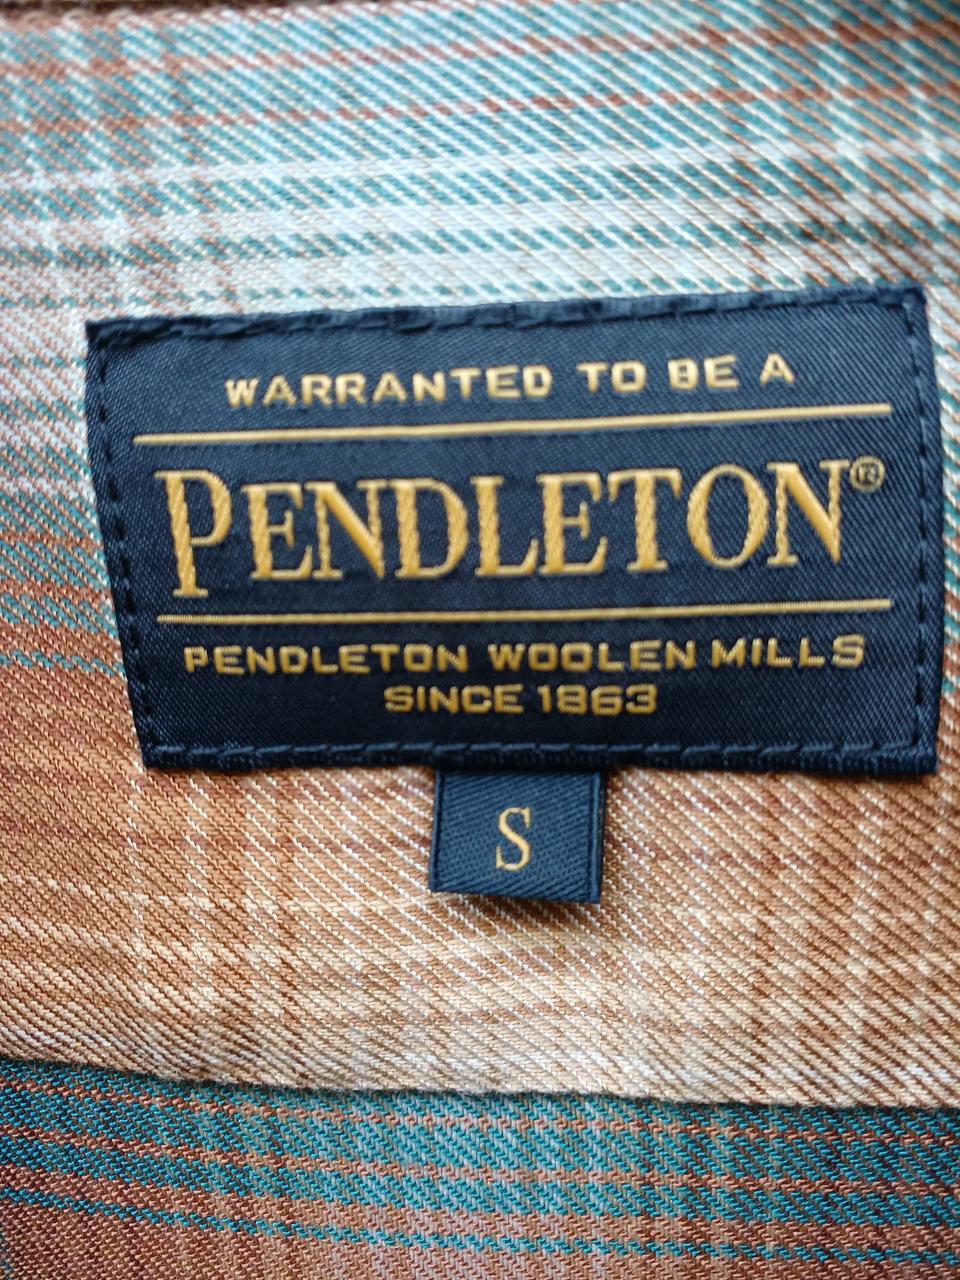 WARRANTED TO BE A
PENDLETON®
PENDLETON WOOLEN MILLS
SINCE 1863
S